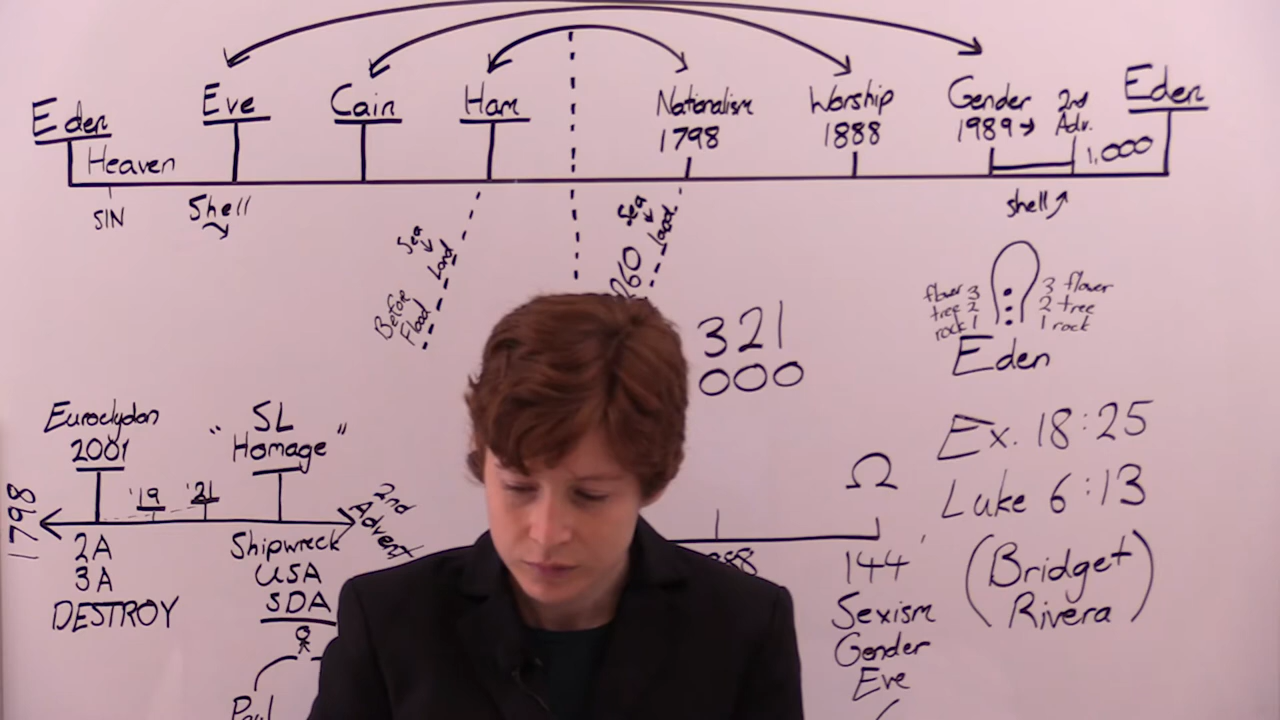 Eden
Heaven
SIN
Eve
Shell
Cain
Ham
Nationalism
1798
Worship
1888
Gender
1989
2nd
Adv.
1,000
Eden
shell
Sea
Land
Before
Flood
Sea
Land
260
321
000
flower 3
tree 2
rock 1
3 flower
2 tree
1 rock
Eden
Ex. 18:25
Luke 6:13
(Bridget
Rivera)
1798
Euroclydon
2001
'19
'21
"SL
Homage"
2nd
Advent
2A
3A
DESTROY
Shipwreck
USA
SDA
Paul
Ω
144'
Sexism
Gender
Eve